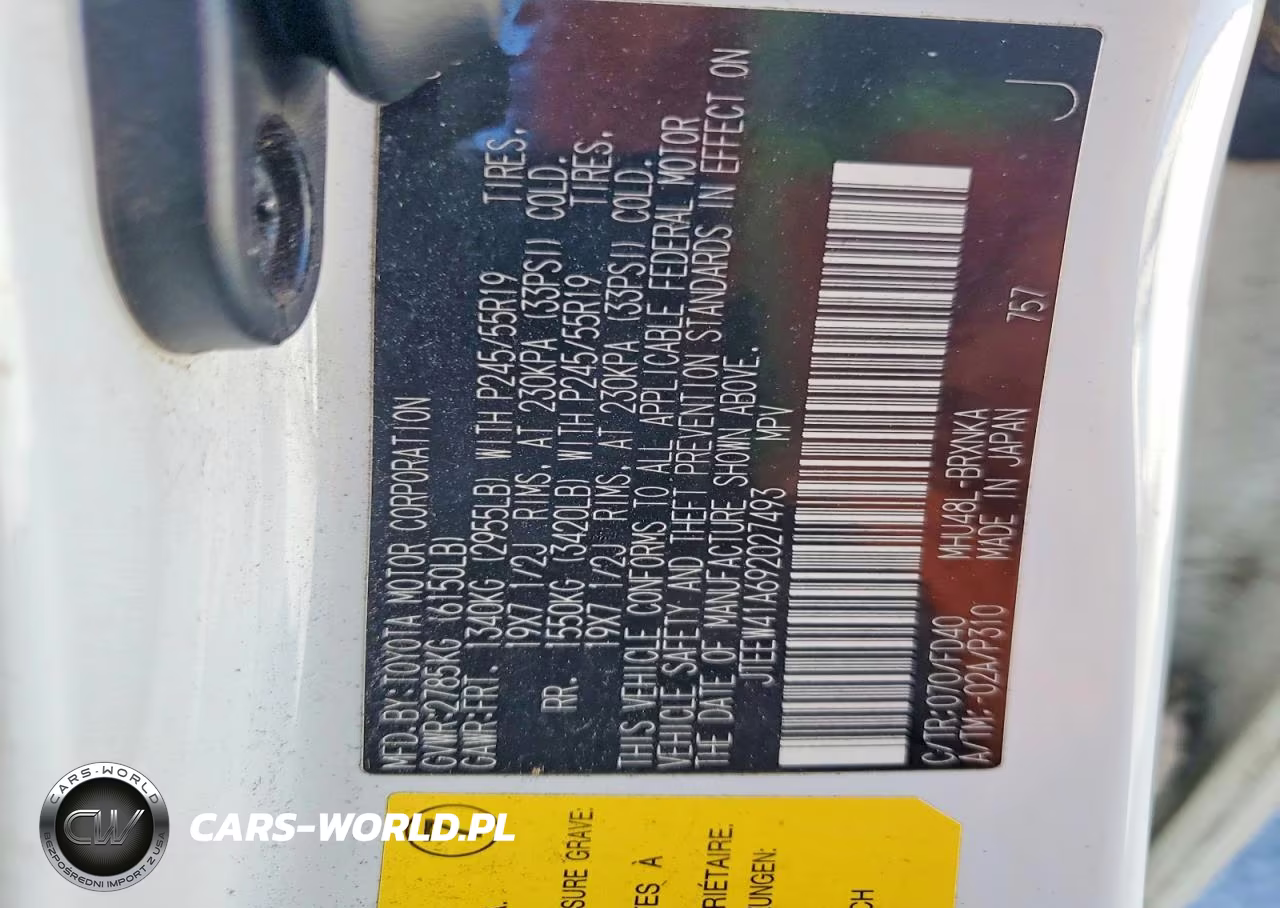 MFD.BY:TOYOTA MOTOR CORPORATION
GVWR:2785KG (6150LB)
GAWR:FRT. 1340KG (2955LB) WITH P245/55R19 TIRES,
19X7 1/2J RIMS, AT 230KPA (33PSI) COLD.
RR. 1550KG (3420LB) WITH P245/55R19 TIRES,
19X7 1/2J RIMS, AT 230KPA (33PSI) COLD.
THIS VEHICLE CONFORMS TO ALL APPLICABLE FEDERAL MOTOR
VEHICLE SAFETY AND THEFT PREVENTION STANDARDS IN EFFECT ON
THE DATE OF MANUFACTURE SHOWN ABOVE.
JTEEW41A692027493 MPV
C/TR:070/FD40 MHU48L-BRXNKA
A/TM:-02A/P310 MADE IN JAPAN 757
J
SURE GRAVE:
TES À
RIÉTAIRE.
TUNGEN:
CH
CARS-WORLD
CW
BEZPOŚREDNI IMPORT Z USA
CARS-WORLD.PL